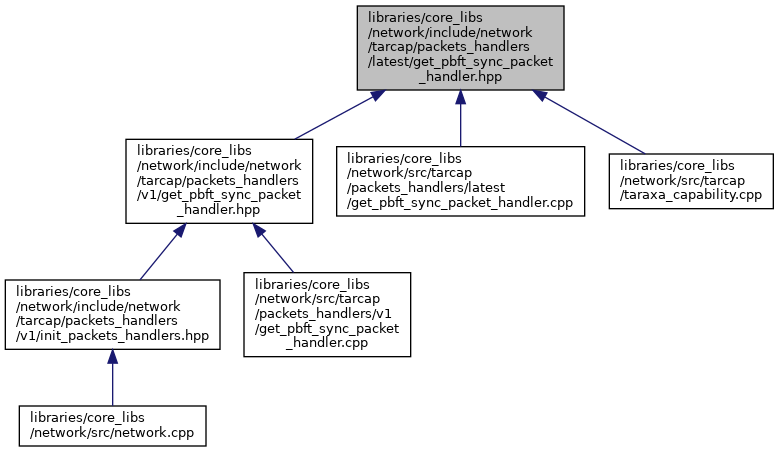 libraries/core_libs
/network/include/network
/tarcap/packets_handlers
/latest/get_pbft_sync_packet
_handler.hpp
libraries/core_libs
/network/include/network
/tarcap/packets_handlers
/v1/get_pbft_sync_packet
_handler.hpp
libraries/core_libs
/network/src/tarcap
/packets_handlers/latest
/get_pbft_sync_packet_handler.cpp
libraries/core_libs
/network/src/tarcap
/taraxa_capability.cpp
libraries/core_libs
/network/include/network
/tarcap/packets_handlers
/v1/init_packets_handlers.hpp
libraries/core_libs
/network/src/tarcap
/packets_handlers/v1
/get_pbft_sync_packet
_handler.cpp
libraries/core_libs
/network/src/network.cpp